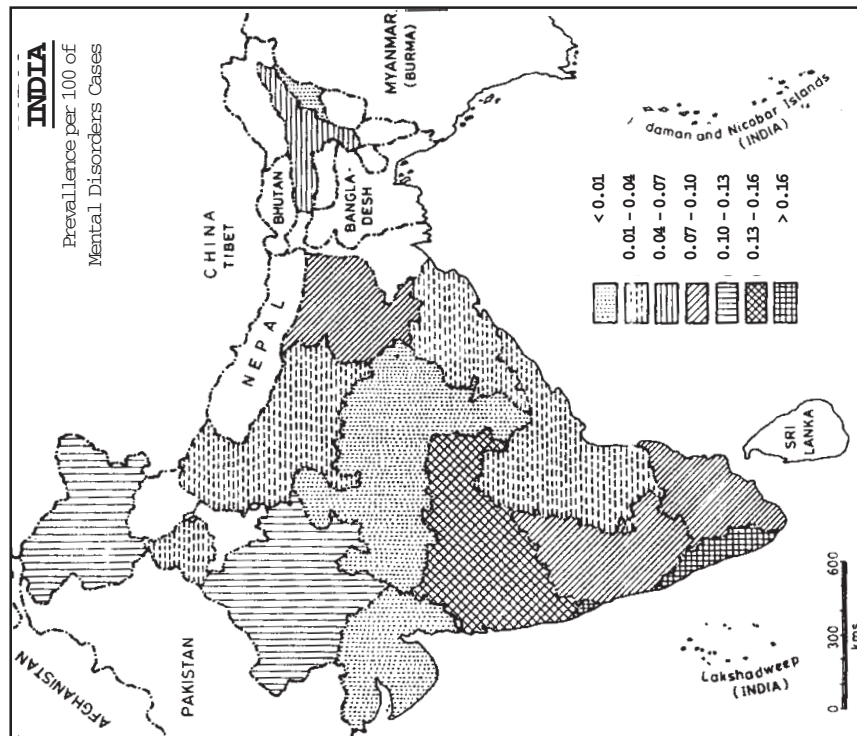 INDIA
Prevallence per 100 of
Mental Disorders Cases
CHINA
TIBET
NEPAL
BHUTAN
BANGLA-
DESH
MYANMAR
(BURMA)
AFGHANISTAN
PAKISTAN
< 0.01
0.01 - 0.04
0.04 - 0.07
0.07 - 0.10
0.10 - 0.13
0.13 - 0.16
> 0.16
daman and Nicobar Islands
(INDIA)
SRI
LANKA
Lakshadweep
(INDIA)
0 300 600
kms